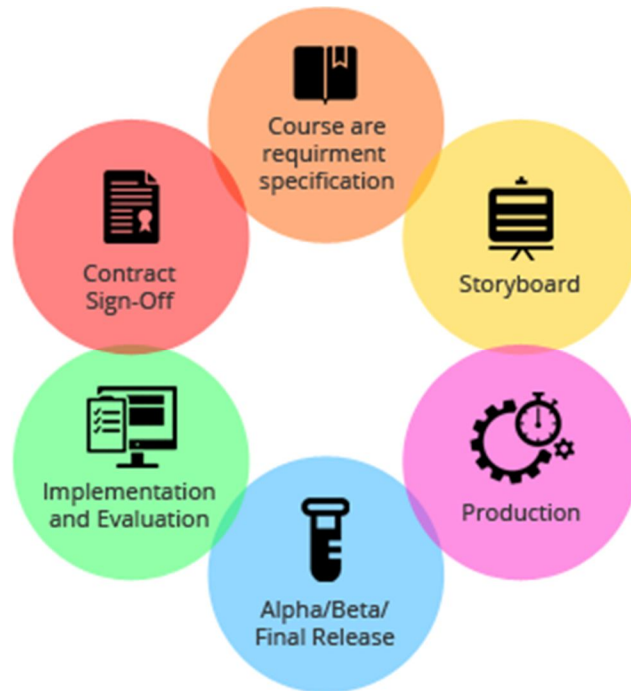 Course are
requirment
specification
Storyboard
Production
Alpha/Beta/
Final Release
Implementation
and Evaluation
Contract
Sign-Off